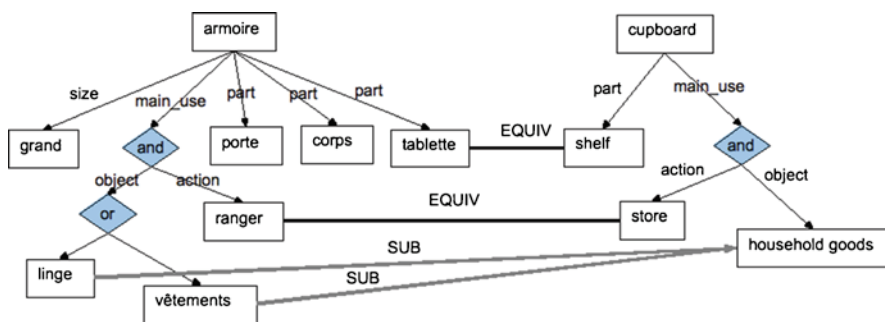 armoire
cupboard
size
main_use
part
part
part
part
main_use
grand
and
porte
corps
tablette
EQUIV
shelf
and
object
action
action
object
or
ranger
EQUIV
store
linge
SUB
household goods
vêtements
SUB